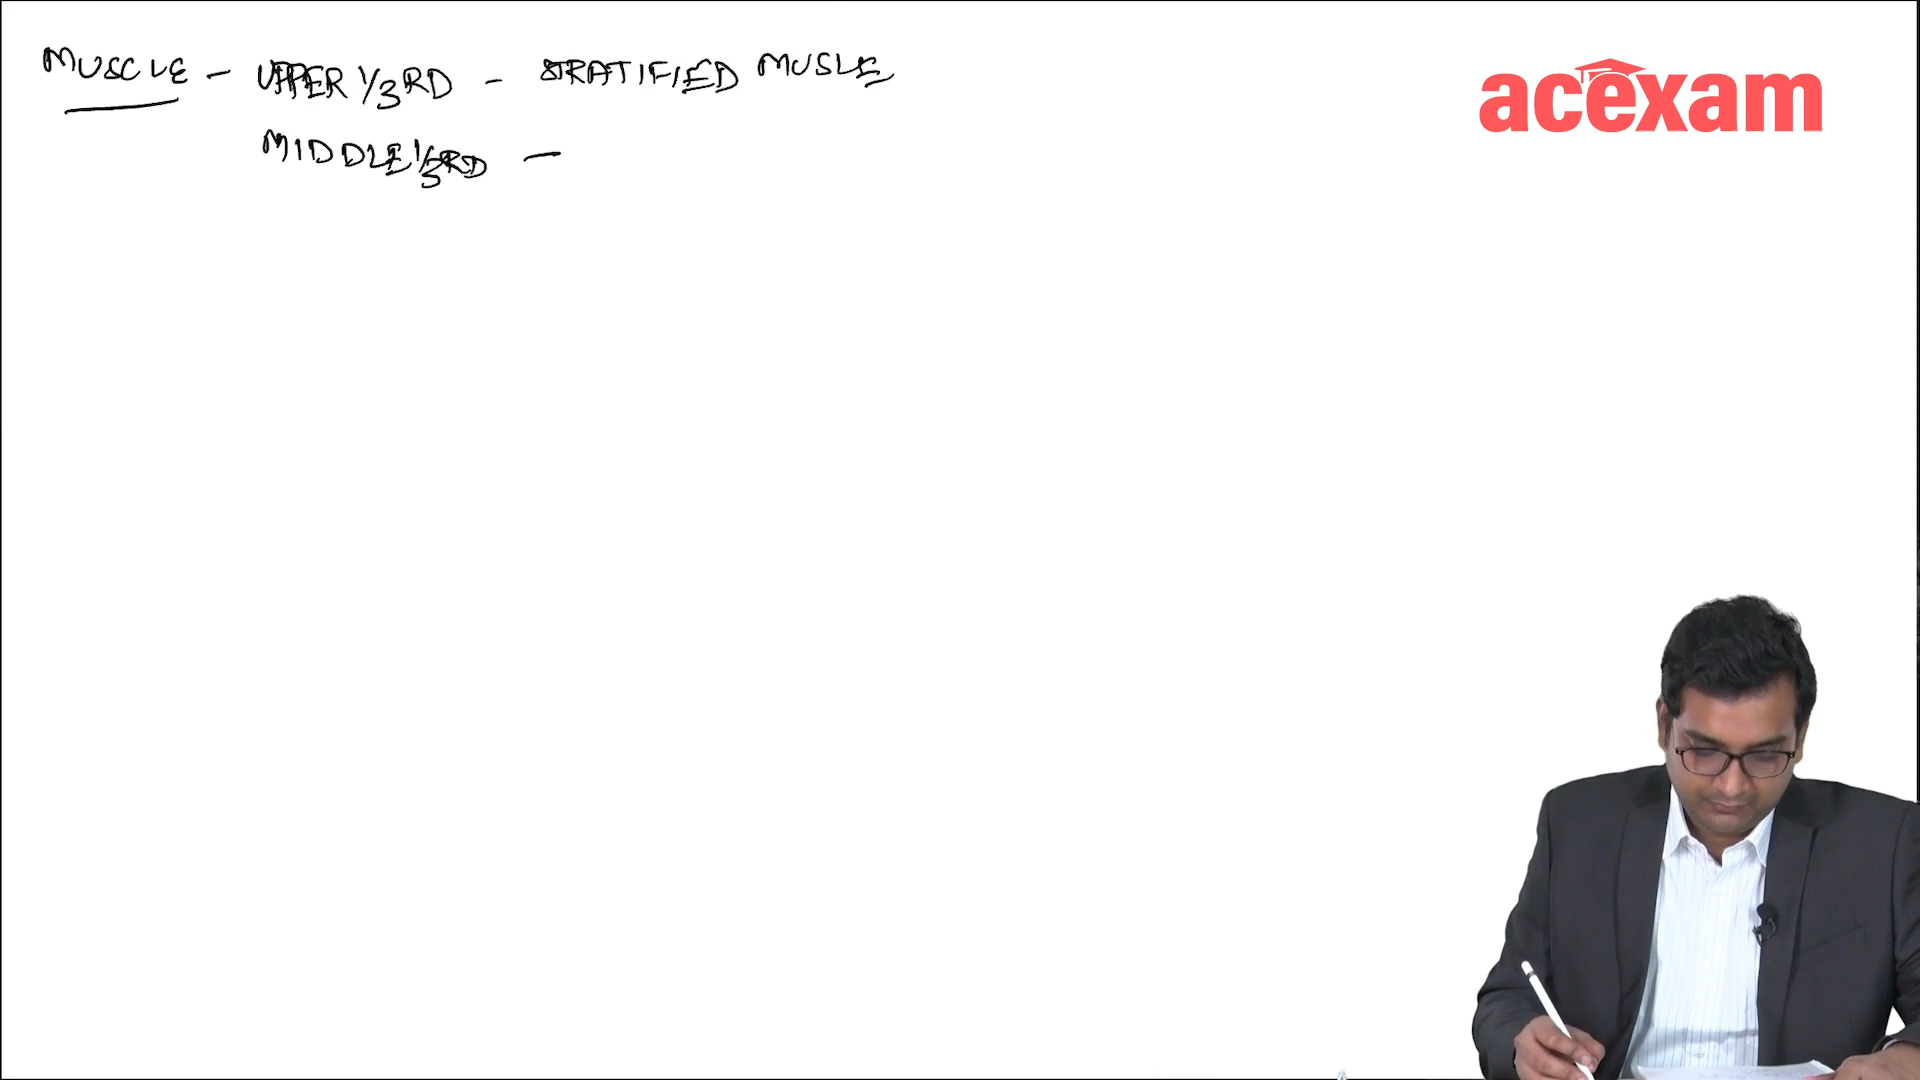 MUSCLE - UPPER 1/3RD - STRATIFIED MUSLE
MIDDLE 1/3RD -
acexam